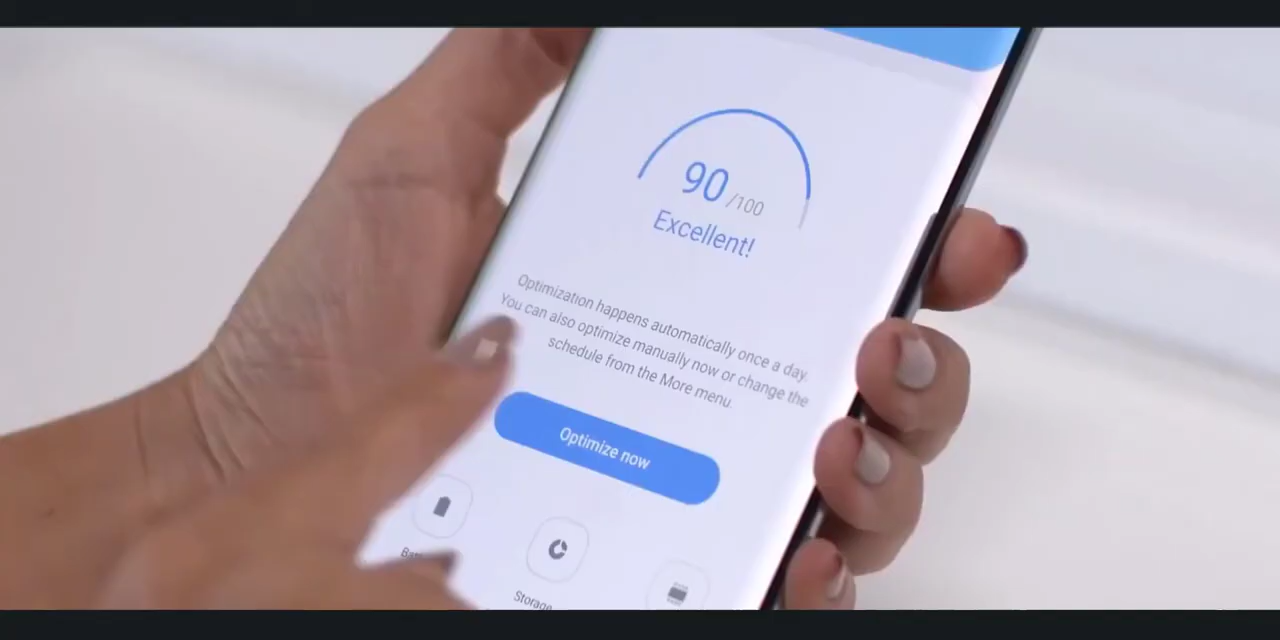 90 /100
Excellent!
Optimization happens automatically once a day.
You can also optimize manually now or change the
schedule from the More menu.
Optimize now
Storage